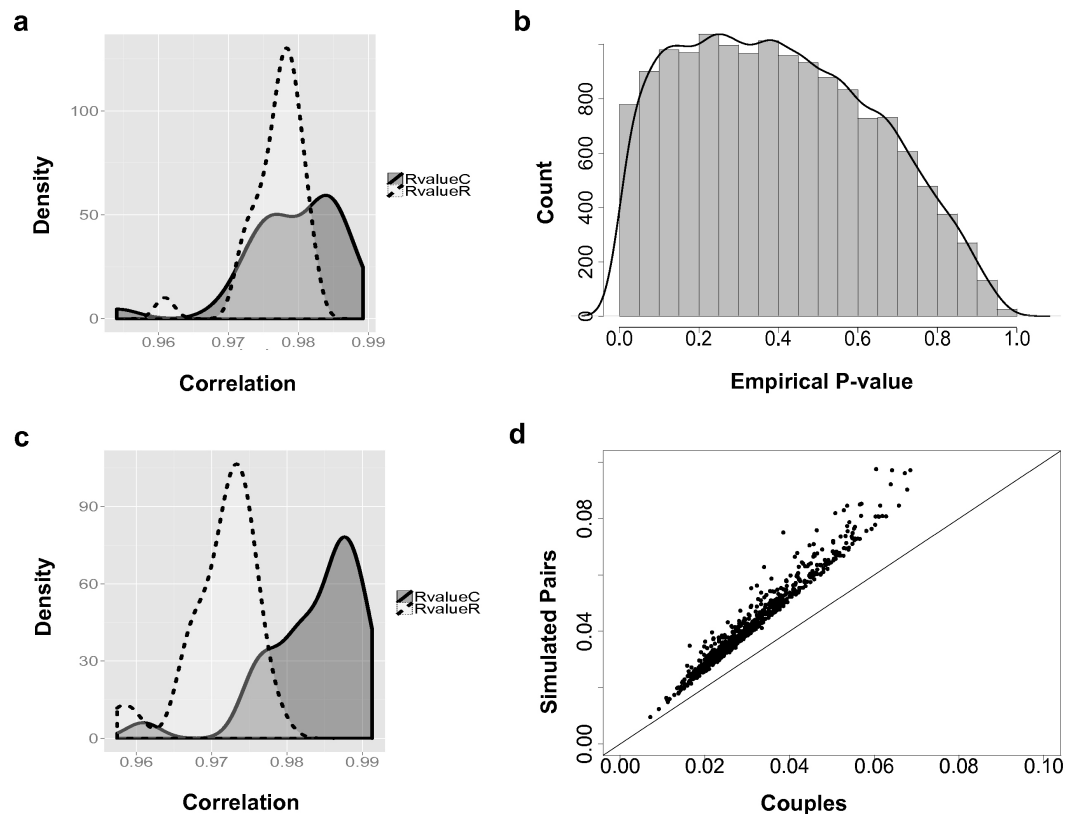 a
Density
100
50
0
0.96 0.97 0.98 0.99
Correlation
RvalueC
RvalueR
b
Count
0 200 400 600 800
0.0 0.2 0.4 0.6 0.8 1.0
Empirical P-value
c
Density
90
60
30
0
0.96 0.97 0.98 0.99
Correlation
RvalueC
RvalueR
d
Simulated Pairs
0.00 0.04 0.08
0.00 0.02 0.04 0.06 0.08 0.10
Couples